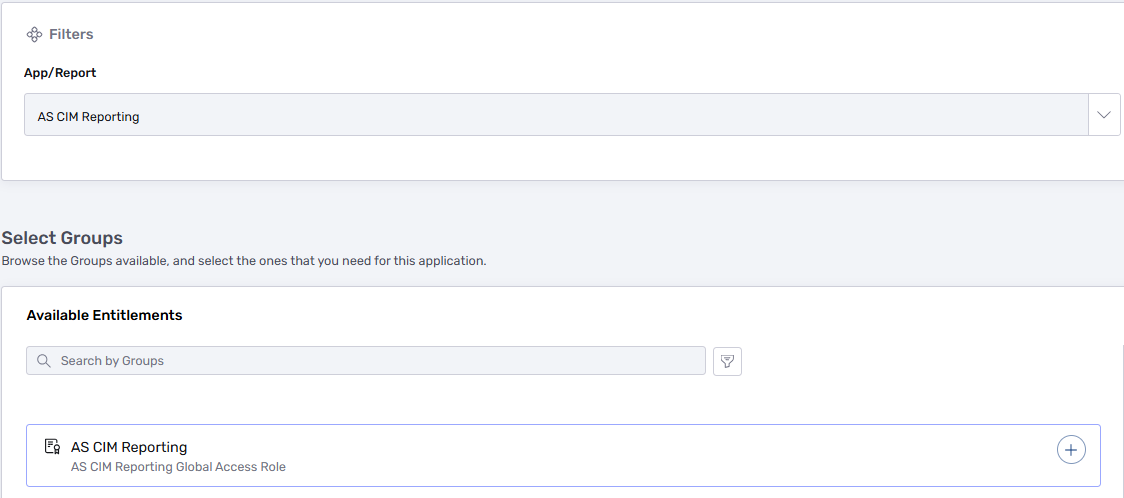 Filters
App/Report
AS CIM Reporting
Select Groups
Browse the Groups available, and select the ones that you need for this application.
Available Entitlements
Search by Groups
AS CIM Reporting
AS CIM Reporting Global Access Role